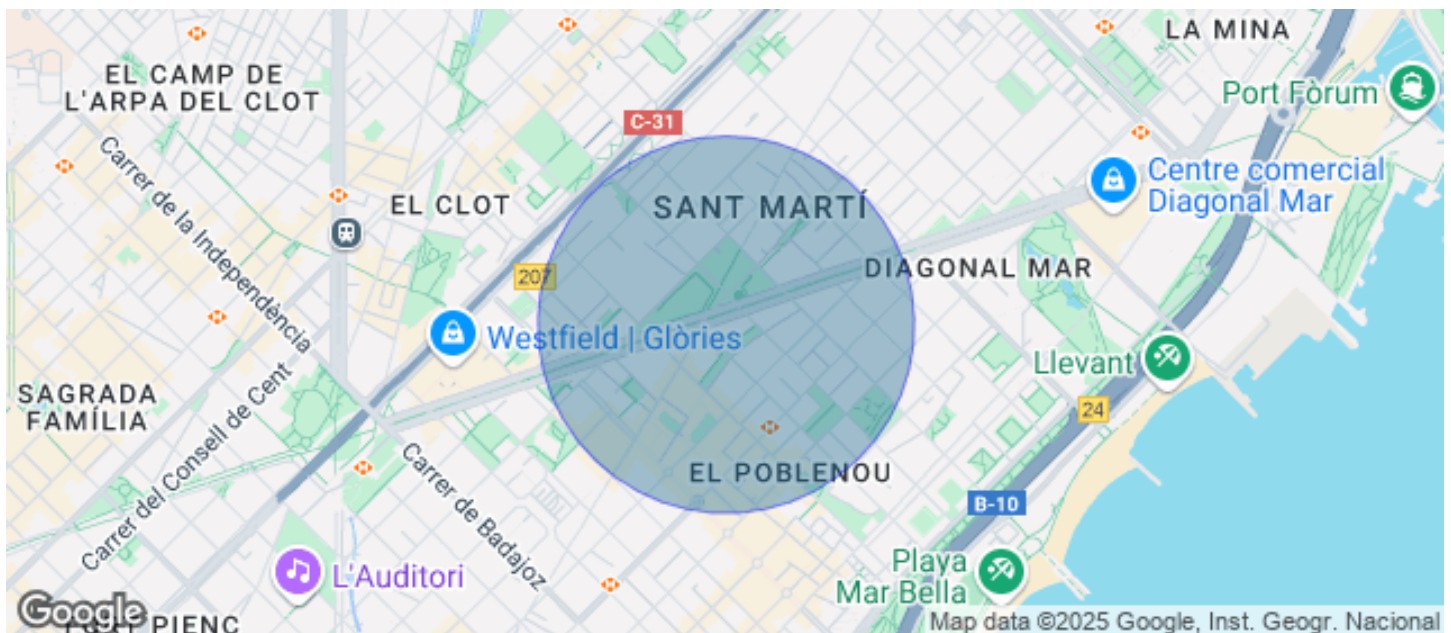 LA MINA
EL CAMP DE
L'ARPA DEL CLOT
Port Fòrum
C-31
Centre comercial
Diagonal Mar
Carrer de la Independència
EL CLOT
SANT MARTÍ
207
DIAGONAL MAR
Westfield | Glòries
Llevant
SAGRADA
FAMÍLIA
24
Carrer del Consell de Cent
EL POBLENOU
Carrer de Badajoz
B-10
L'Auditori
Playa
Mar Bella
Google
FORT PIENC
Map data ©2025 Google, Inst. Geogr. Nacional